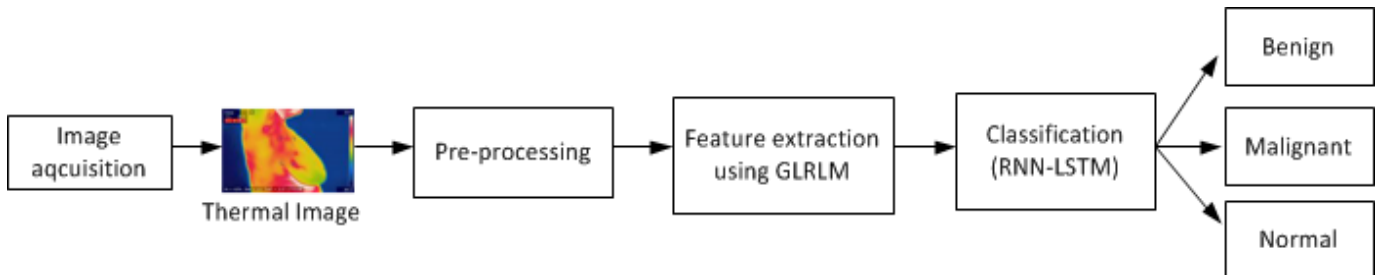 Image
aqcuisition
Thermal Image
Pre-processing
Feature extraction
using GLRLM
Classification
(RNN-LSTM)
Benign
Malignant
Normal